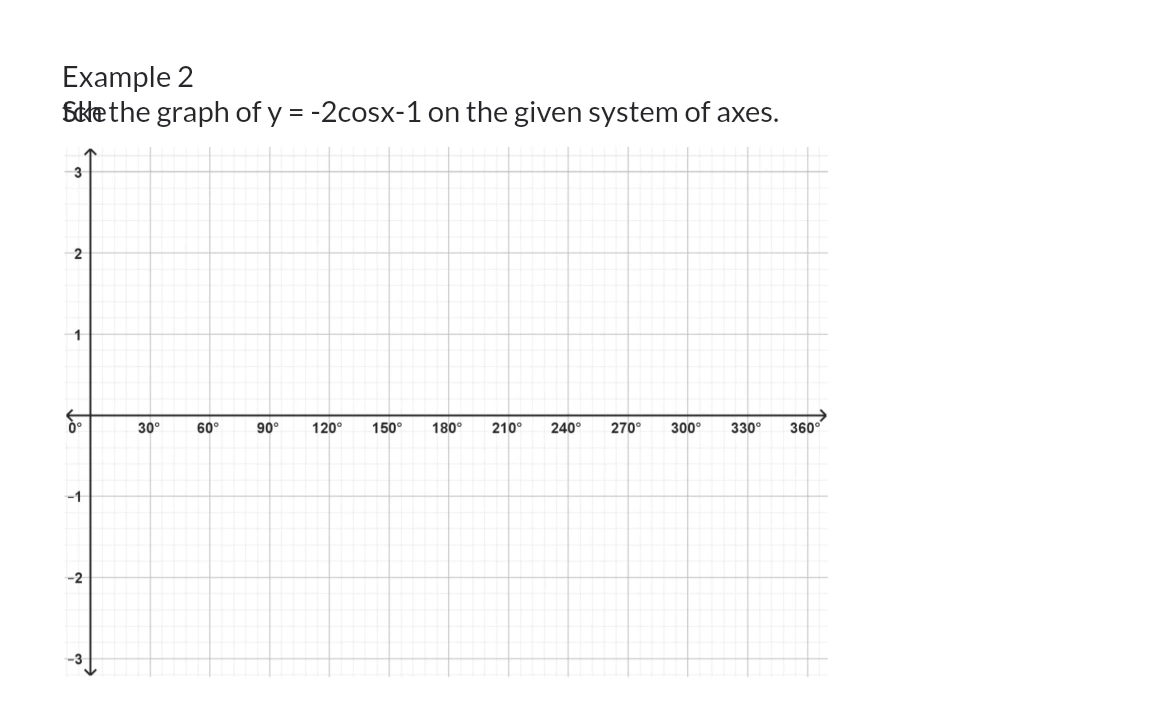 Example 2
the graph of y = -2cosx-1 on the given system of axes.
3
2
1
0° 30° 60° 90° 120° 150° 180° 210° 240° 270° 300° 330° 360°
-1
-2
-3